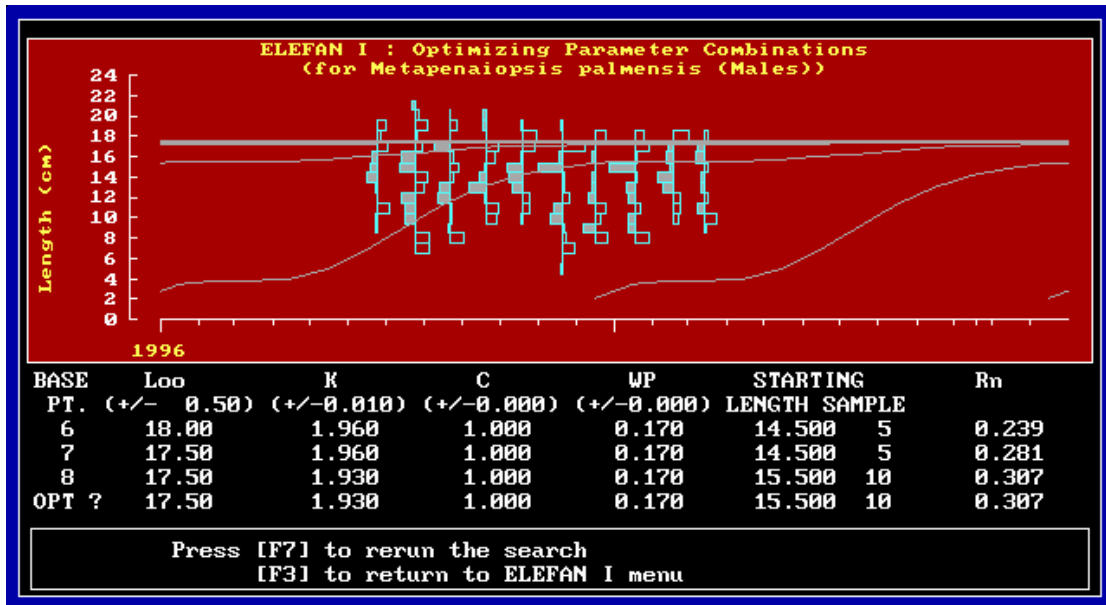 ELEFAN I : Optimizing Parameter Combinations
(for Metapenaiopsis palmensis (Males))
24
22
20
18
16
14
12
10
8
6
4
2
0
Length (cm)
1996
BASE Loo K C WP STARTING Rn
PT. (+/- 0.50) (+/-0.010) (+/-0.000) (+/-0.000) LENGTH SAMPLE
6 18.00 1.960 1.000 0.170 14.500 5 0.239
7 17.50 1.960 1.000 0.170 14.500 5 0.281
8 17.50 1.930 1.000 0.170 15.500 10 0.307
OPT ? 17.50 1.930 1.000 0.170 15.500 10 0.307
Press [F7] to rerun the search
[F3] to return to ELEFAN I menu